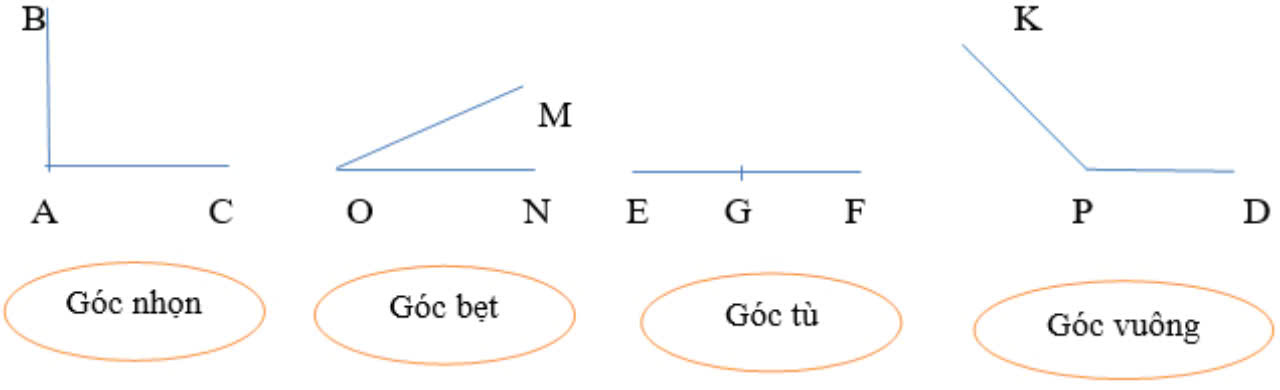 B
K
M
A
C
O
N
E
G
F
P
D
Góc nhọn
Góc bẹt
Góc tù
Góc vuông